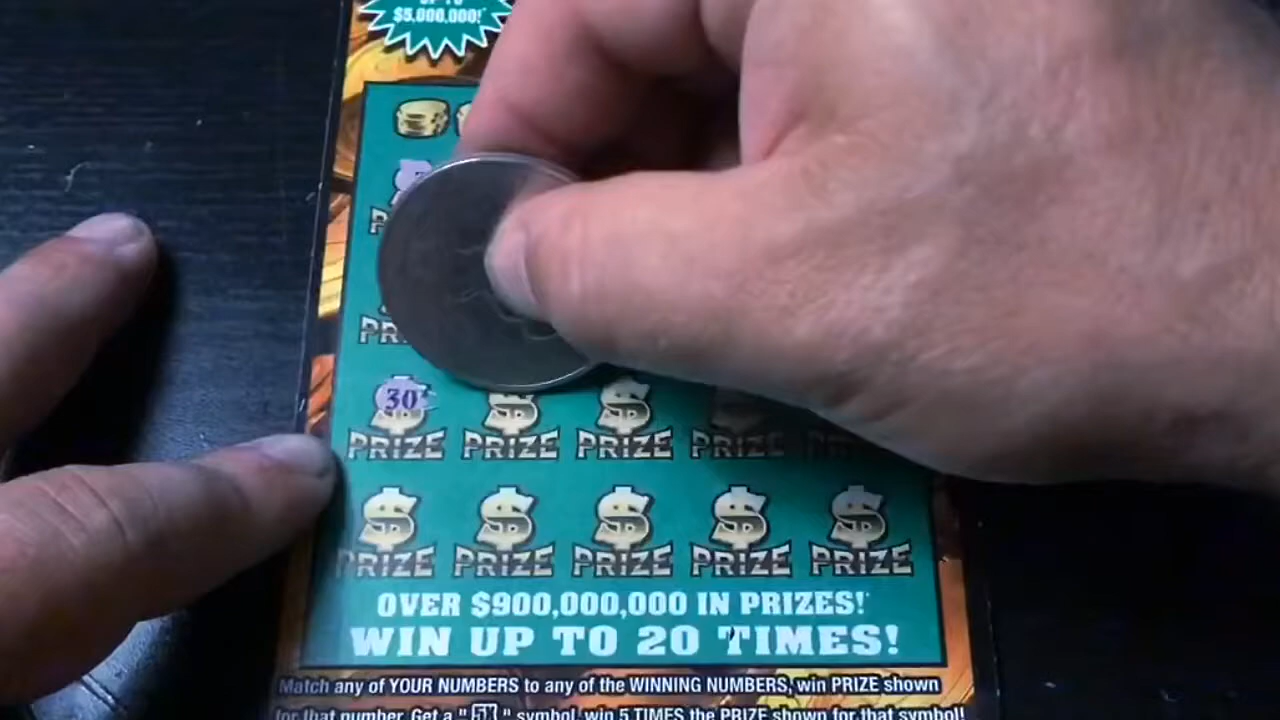 $5,000,000!*
30
PRIZE PRIZE PRIZE PRIZE
PRIZE PRIZE PRIZE PRIZE PRIZE
OVER $900,000,000 IN PRIZES!*
WIN UP TO 20 TIMES!
Match any of YOUR NUMBERS to any of the WINNING NUMBERS, win PRIZE shown
for that number. Get a "5X" symbol, win 5 TIMES the PRIZE shown for that symbol!